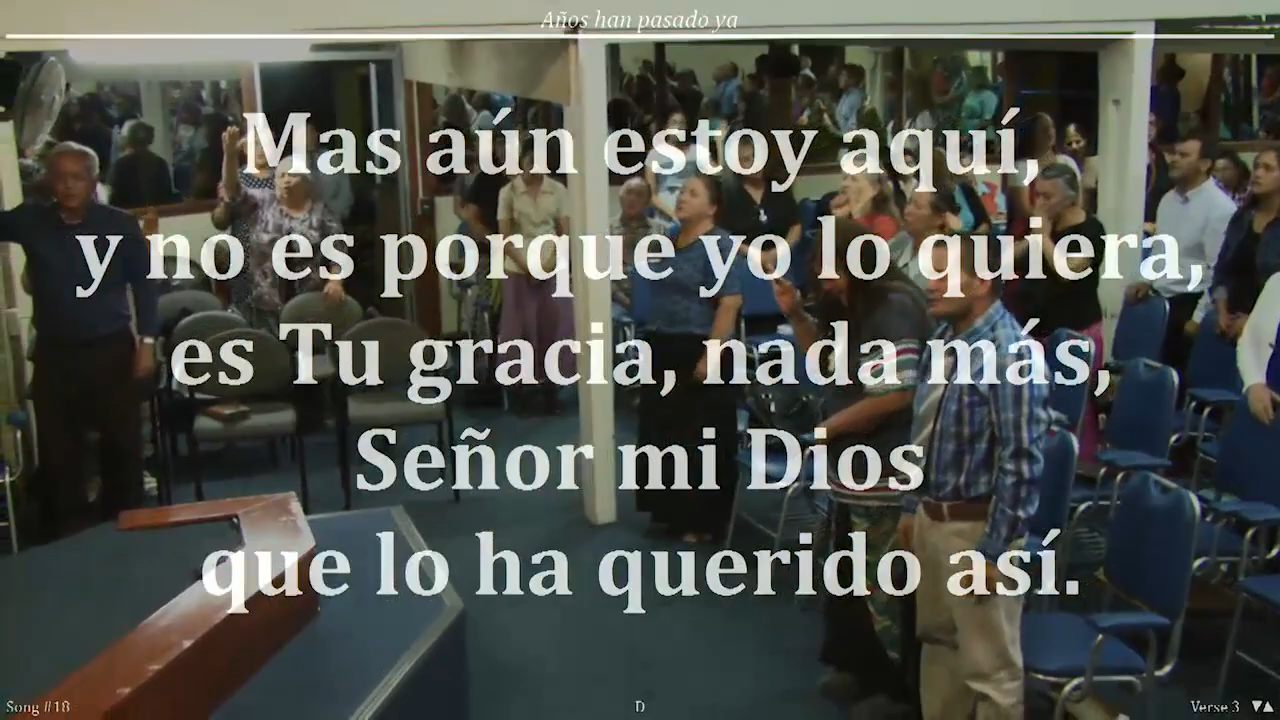 Años han pasado ya
Mas aún estoy aquí,
y no es porque yo lo quiera,
es Tu gracia, nada más,
Señor mi Dios
que lo ha querido así.
Song #18
D
Verse 3 ▼▲